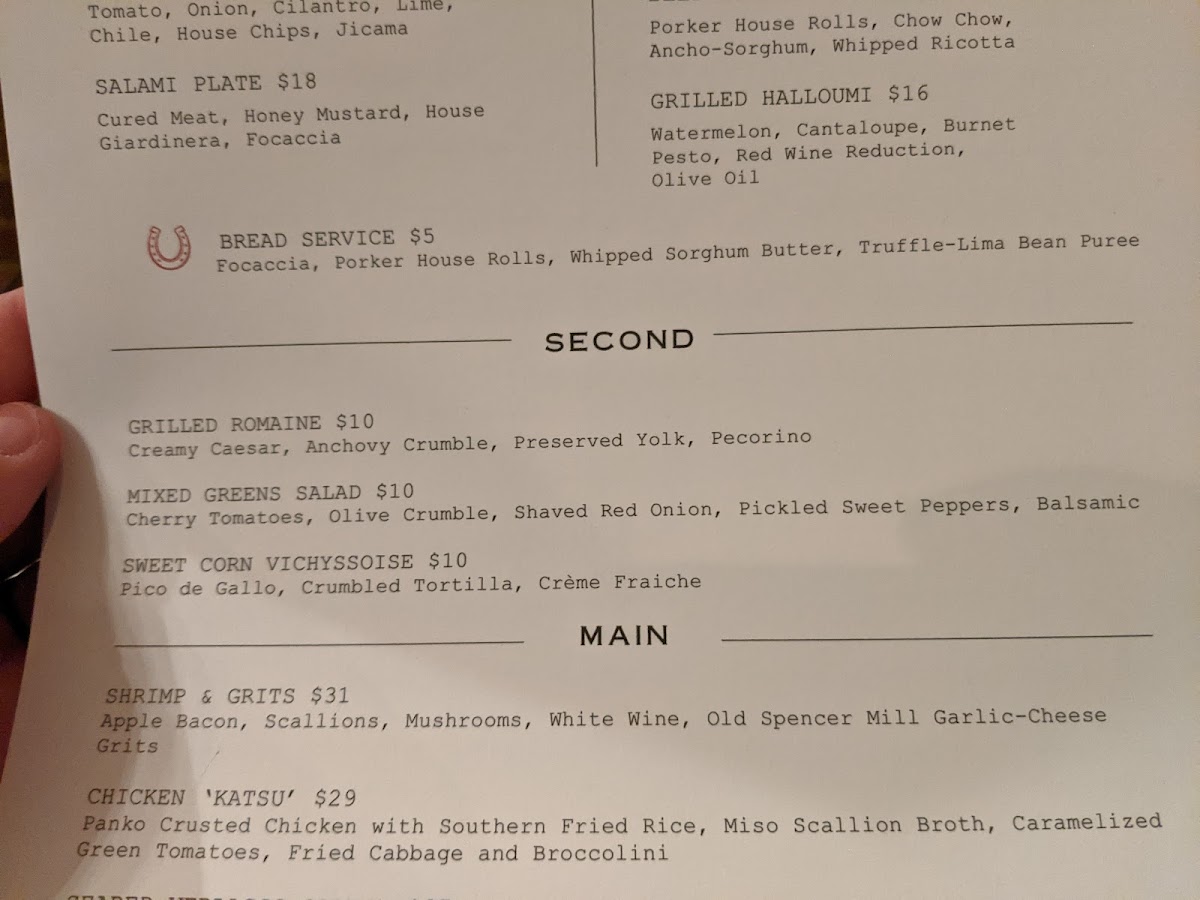 Tomato, Onion, Cilantro, Lime,
Chile, House Chips, Jicama
SALAMI PLATE $18
Cured Meat, Honey Mustard, House
Giardinera, Focaccia
Porker House Rolls, Chow Chow,
Ancho-Sorghum, Whipped Ricotta
GRILLED HALLOUMI $16
Watermelon, Cantaloupe, Burnet
Pesto, Red Wine Reduction,
Olive Oil
BREAD SERVICE $5
Focaccia, Porker House Rolls, Whipped Sorghum Butter, Truffle-Lima Bean Puree
SECOND
GRILLED ROMAINE $10
Creamy Caesar, Anchovy Crumble, Preserved Yolk, Pecorino
MIXED GREENS SALAD $10
Cherry Tomatoes, Olive Crumble, Shaved Red Onion, Pickled Sweet Peppers, Balsamic
SWEET CORN VICHYSSOISE $10
Pico de Gallo, Crumbled Tortilla, Crème Fraiche
MAIN
SHRIMP & GRITS $31
Apple Bacon, Scallions, Mushrooms, White Wine, Old Spencer Mill Garlic-Cheese
Grits
CHICKEN ‘KATSU’ $29
Panko Crusted Chicken with Southern Fried Rice, Miso Scallion Broth, Caramelized
Green Tomatoes, Fried Cabbage and Broccolini